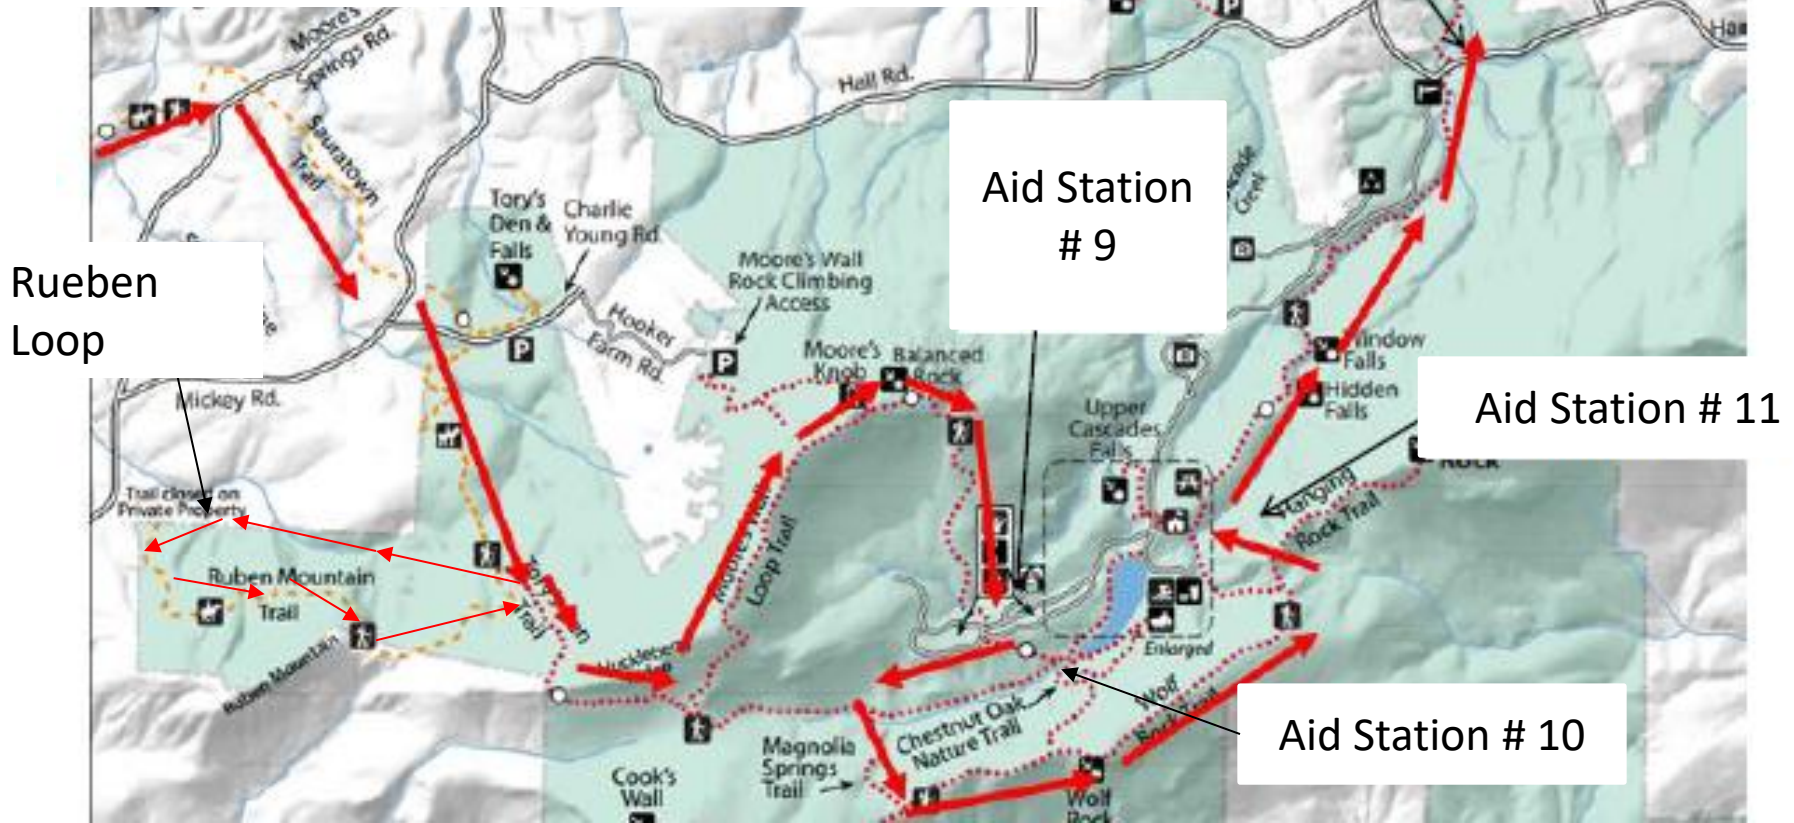 Moore's
Springs Rd.
Hall Rd.
Sauratown
Trail
Tory's
Den &
Falls
Charlie
Young Rd.
Moore's Wall
Rock Climbing
Access
Hooker
Farm Rd.
Aid Station
# 9
Creek
Rueben
Loop
Mickey Rd.
Moore's
Knob
Balanced
Rock
Window
Falls
Hidden
Falls
Aid Station # 11
Upper
Cascades
Falls
Rock
Hanging
Rock Trail
Trail closed on
Private Property
Ruben Mountain
Trail
Ruben Mountain
Trail
Loop Trail
Enlarged
Chestnut Oak
Nature Trail
Wolf
Aid Station # 10
Magnolia
Springs
Trail
Cook's
Wall
Wolf
Rock
P
P
P